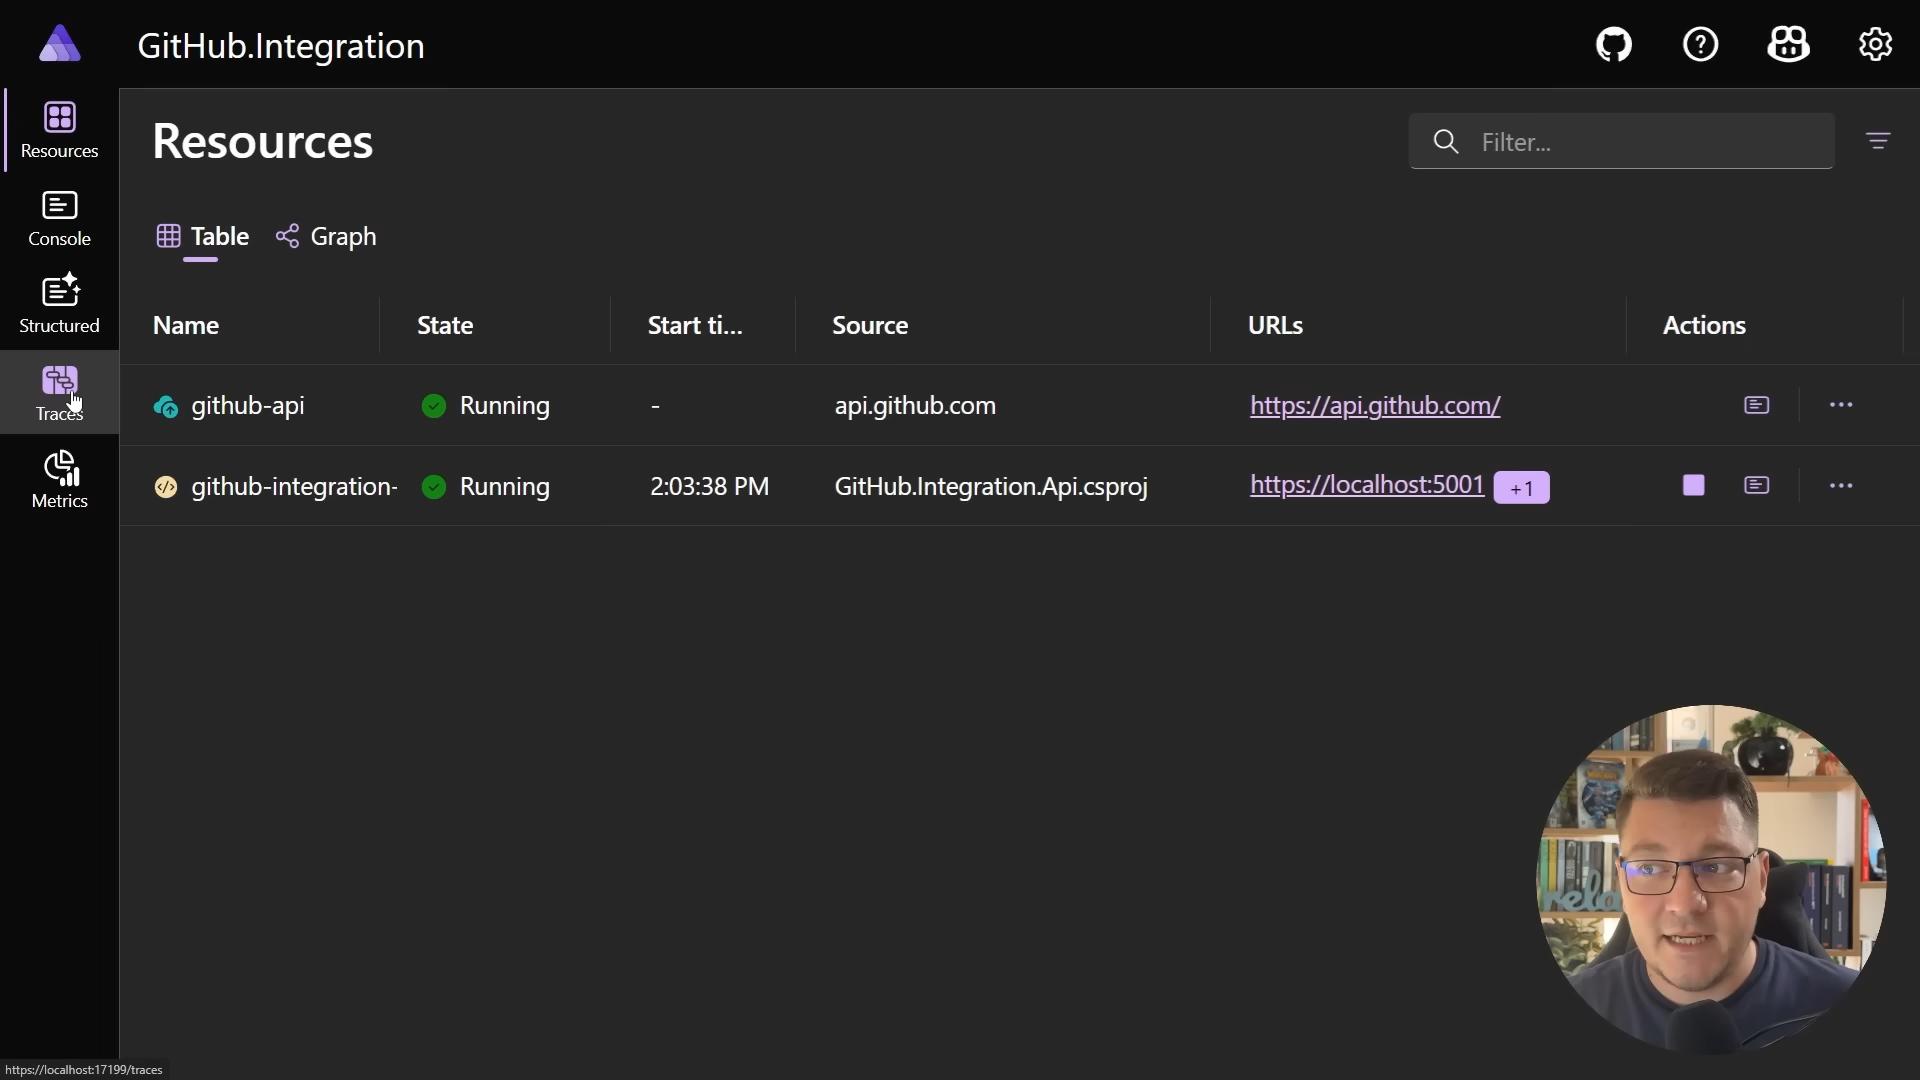 GitHub.Integration
Resources
Filter...
Resources
Console
Structured
Traces
Metrics
Table
Graph
Name State Start ti... Source URLs Actions
github-api Running - api.github.com https://api.github.com/
github-integration- Running 2:03:38 PM GitHub.Integration.Api.csproj https://localhost:5001 +1
https://localhost:17199/traces